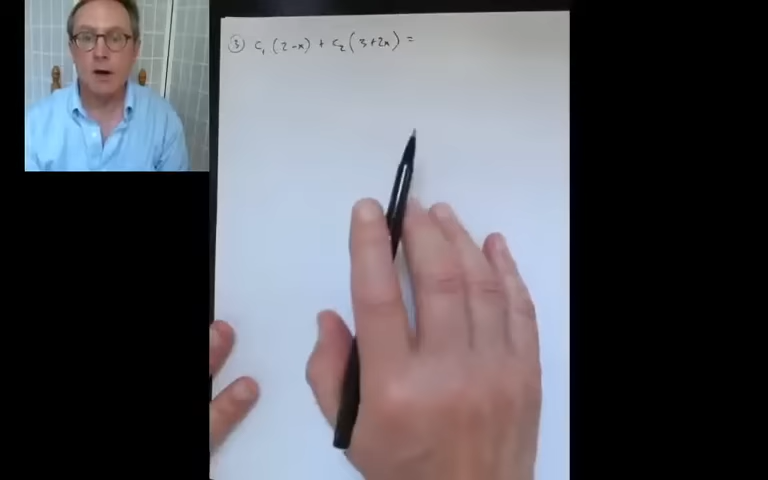 ③ c₁(2-x) + c₂(3+2x) =